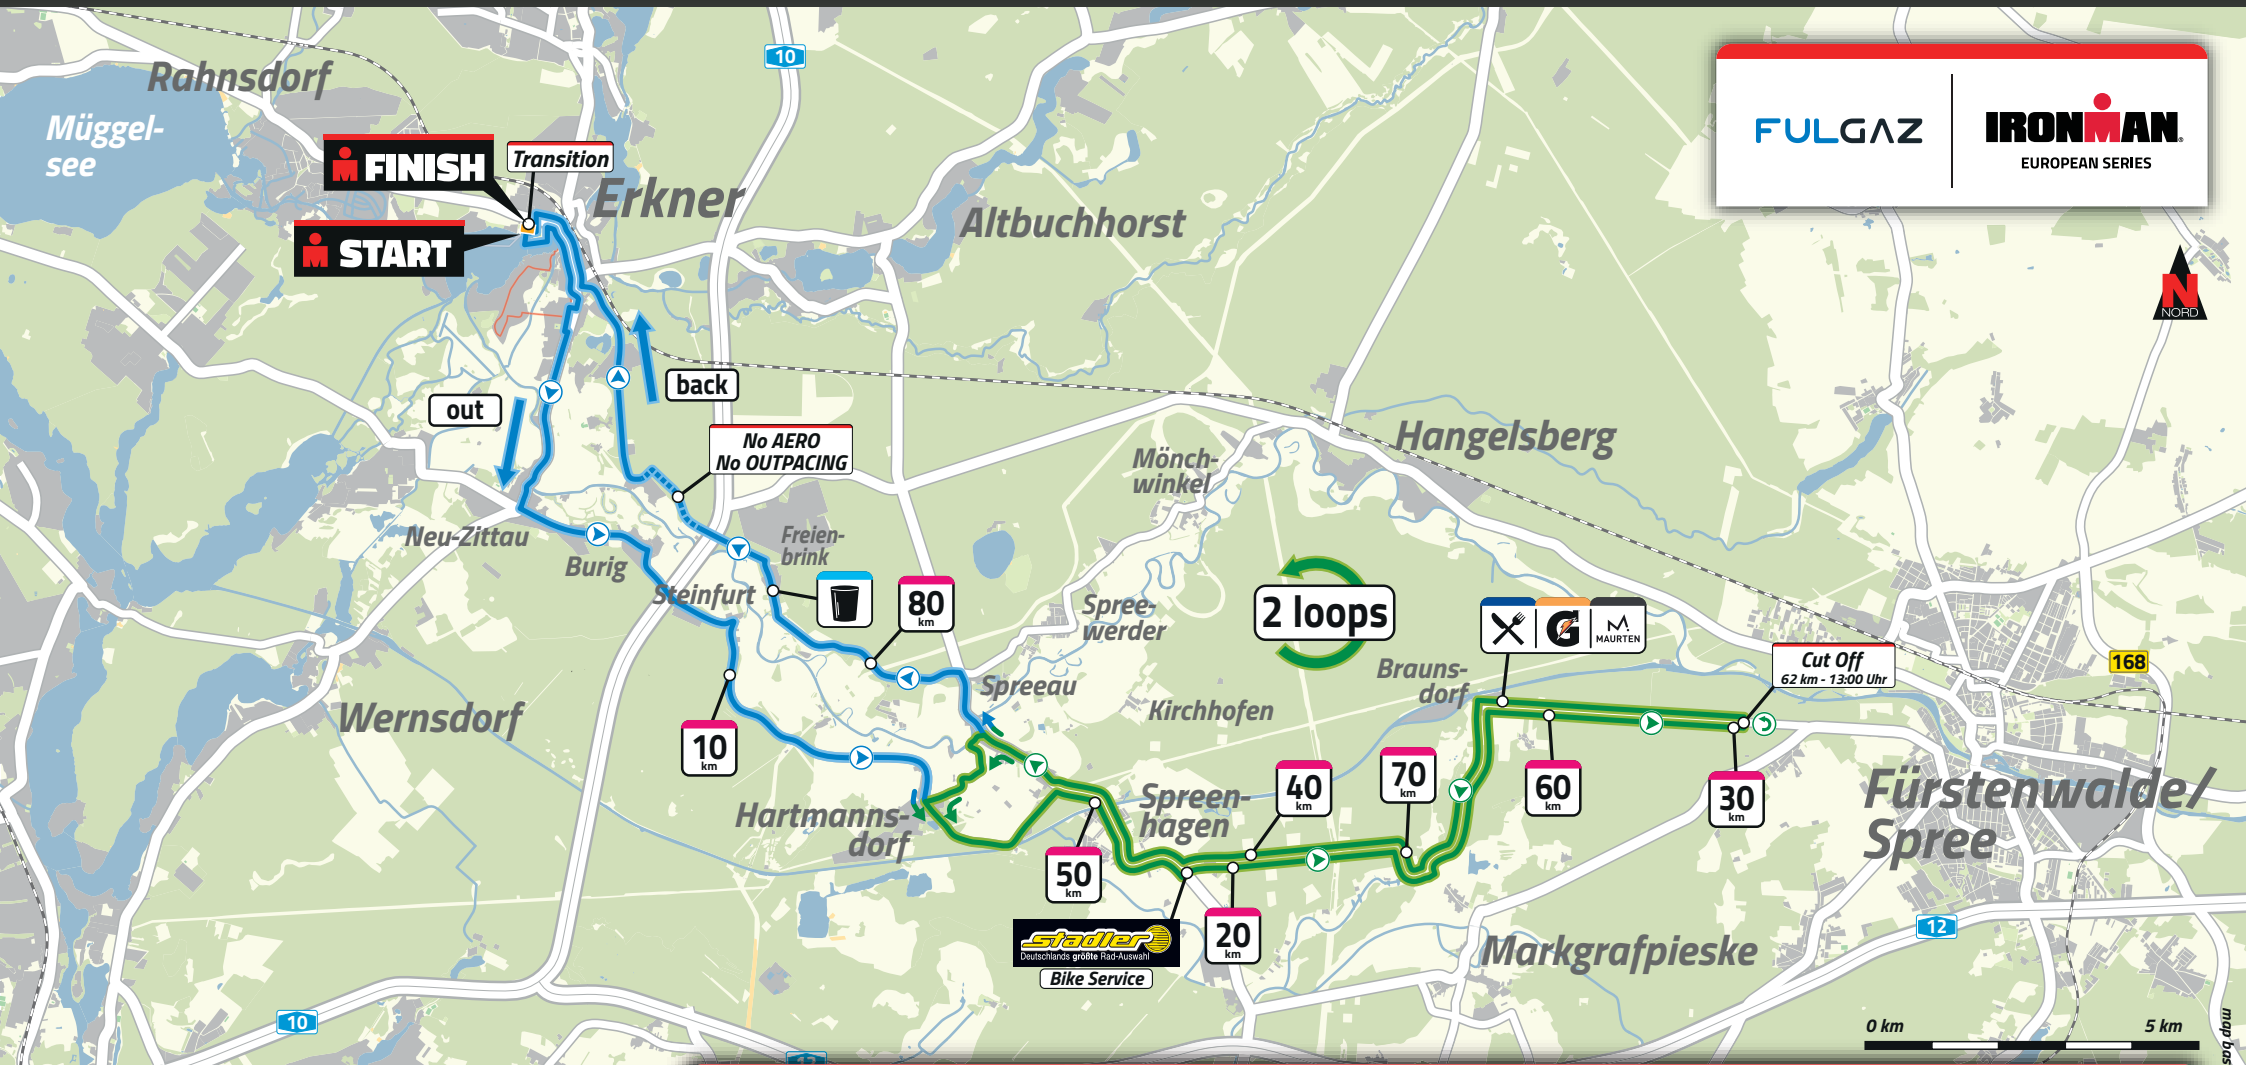 Rahnsdorf
10
Müggel-
see
FINISH
Transition
START
Erkner
Altbuchhorst
FULGAZ
IRONMAN
EUROPEAN SERIES
N
NORD
out
back
No AERO
No OUTPACING
Mönch-
winkel
Hangelsberg
Neu-Zittau
Burig
Freien-
brink
Steinfurt
80
km
Spree-
werder
2 loops
G
MAURTEN
Brauns-
dorf
Cut Off
62 km - 13:00 Uhr
168
Wernsdorf
10
km
Spreeau
Kirchhofen
Hartmanns-
dorf
Spreen-
hagen
40
km
70
km
60
km
30
km
Fürstenwalde/
Spree
50
km
20
km
stadler
Deutschlands größte Rad-Auswahl
Bike Service
Markgrafpieske
12
10
12
0 km
5 km
map bas